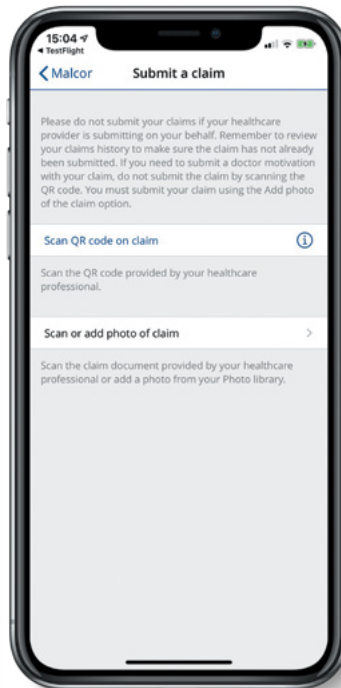 15:04
TestFlight
Malcor
Submit a claim
Please do not submit your claims if your healthcare
provider is submitting on your behalf. Remember to review
your claims history to make sure the claim has not already
been submitted. If you need to submit a doctor motivation
with your claim, do not submit the claim by scanning the
QR code. You must submit your claim using the Add photo
of the claim option.
Scan QR code on claim
Scan the QR code provided by your healthcare
professional.
Scan or add photo of claim
Scan the claim document provided by your healthcare
professional or add a photo from your Photo library.